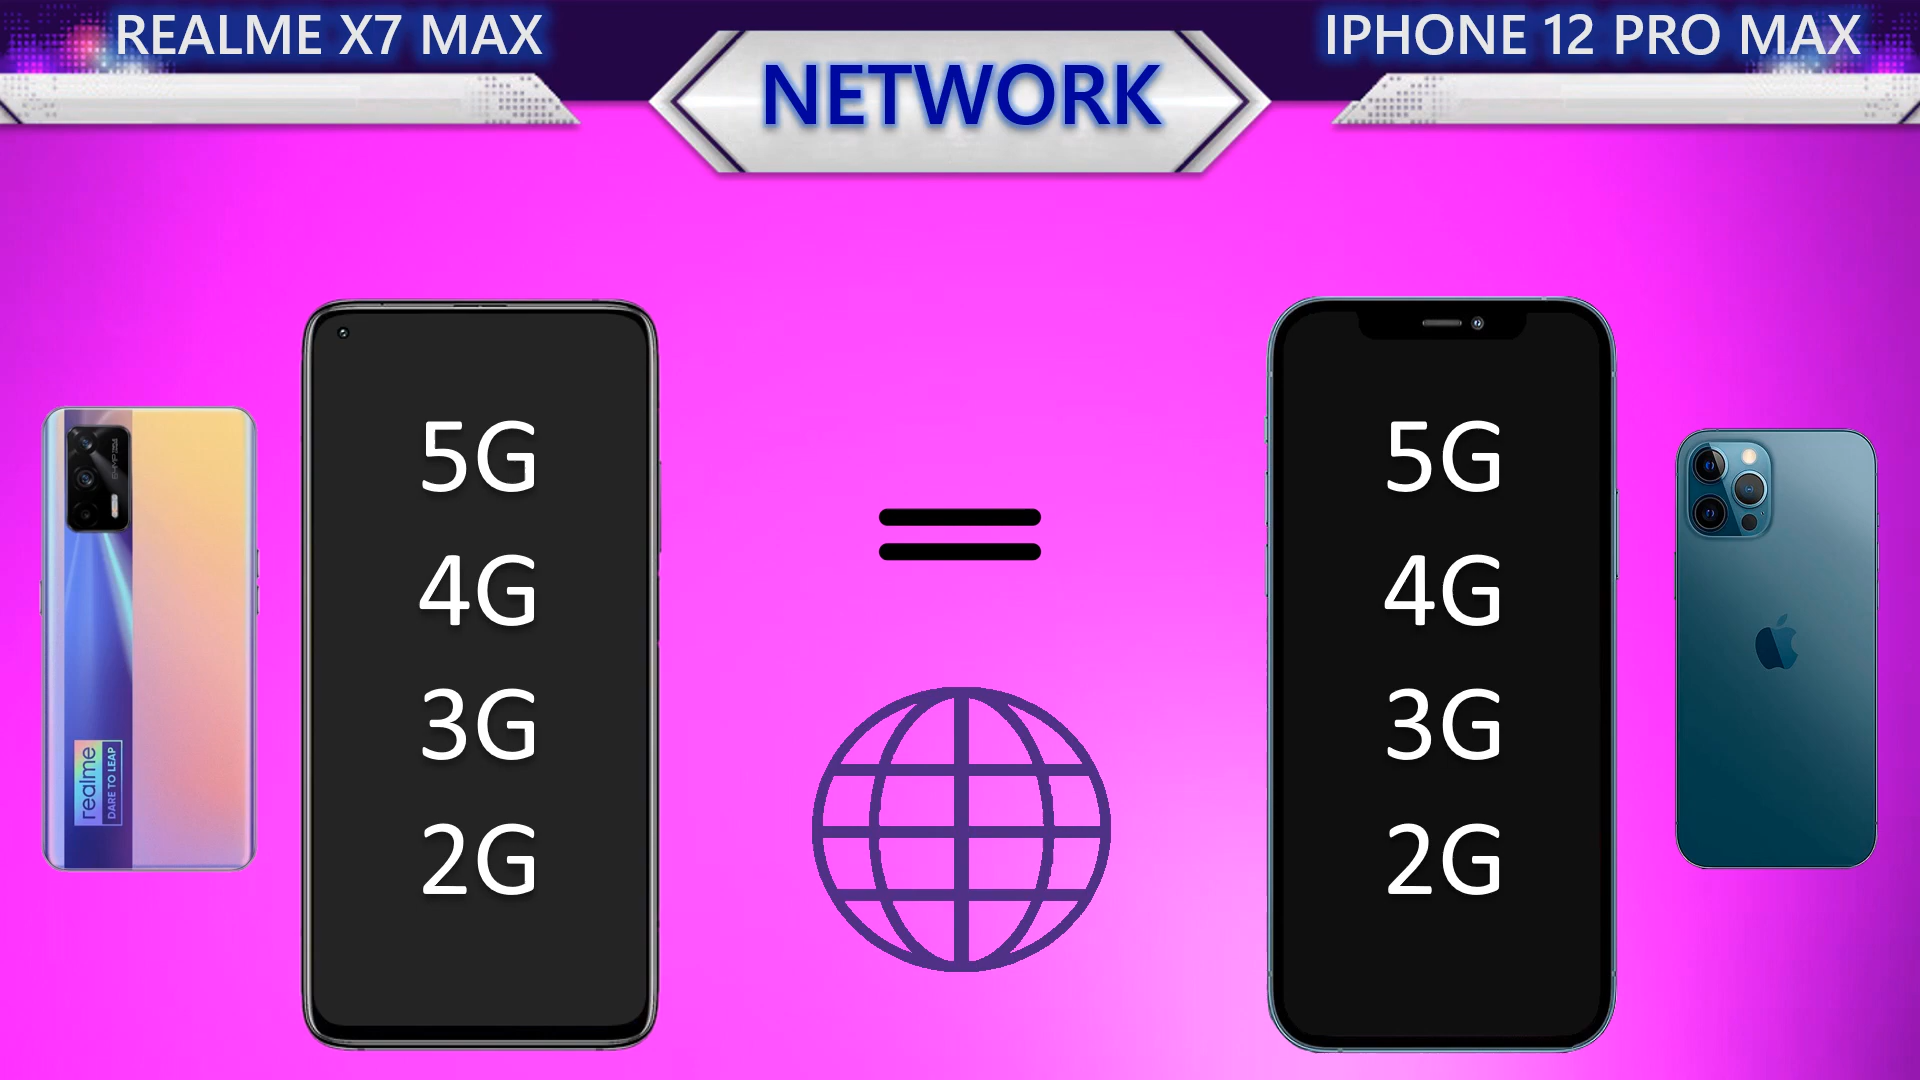 REALME X7 MAX
NETWORK
IPHONE 12 PRO MAX
5G
4G
3G
2G
5G
4G
3G
2G
realme
DARE TO LEAP